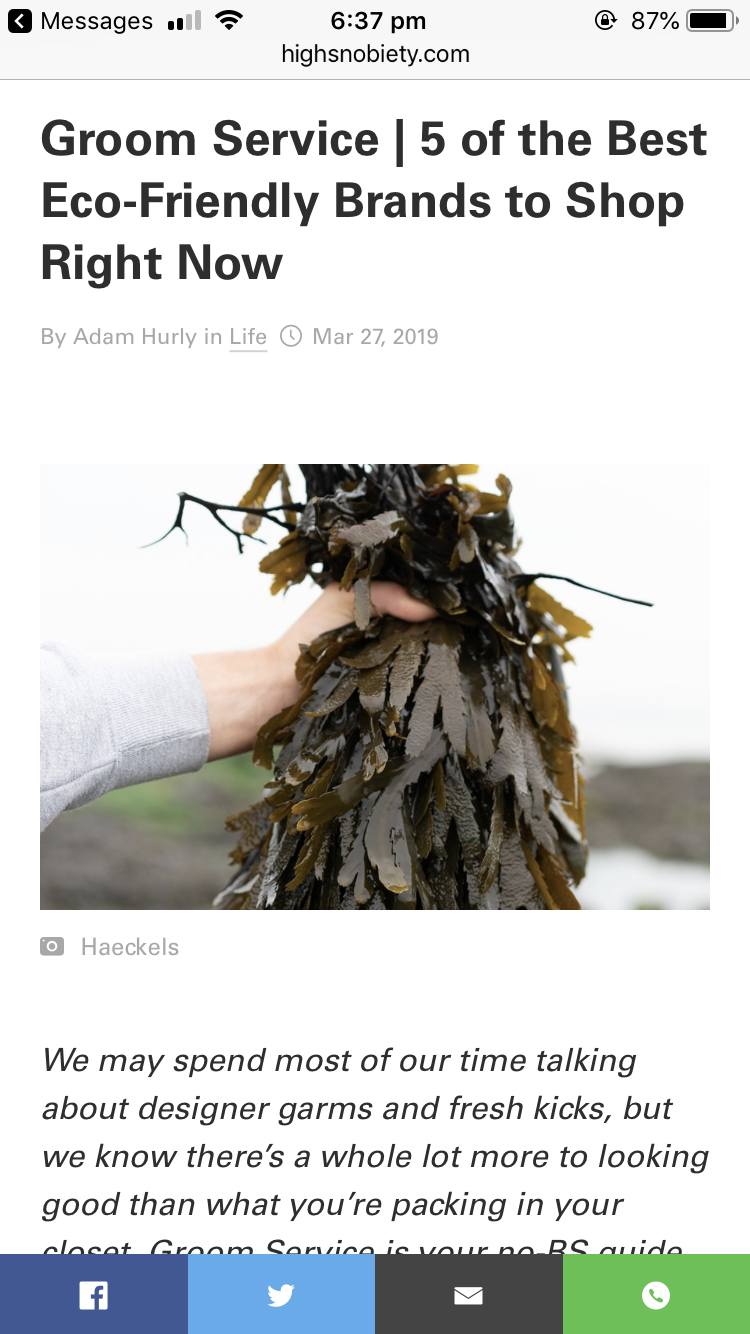 Messages 6:37 pm 87%
highsnobiety.com
Groom Service | 5 of the Best
Eco-Friendly Brands to Shop
Right Now
By Adam Hurly in Life Mar 27, 2019
Haeckels
We may spend most of our time talking
about designer garms and fresh kicks, but
we know there’s a whole lot more to looking
good than what you’re packing in your
closet. Groom Service is your no-BS guide